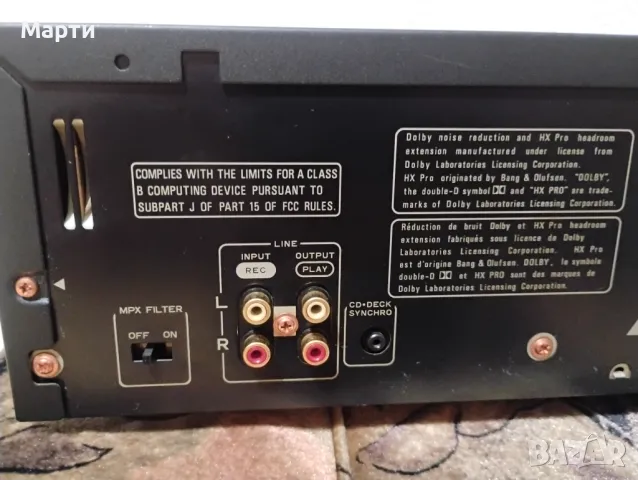 Марти
COMPLIES WITH THE LIMITS FOR A CLASS
B COMPUTING DEVICE PURSUANT TO
SUBPART J OF PART 15 OF FCC RULES.
Dolby noise reduction and HX Pro headroom
extension manufactured under license from
Dolby Laboratories Licensing Corporation.
HX Pro originated by Bang & Olufsen. "DOLBY",
the double-D symbol and "HX PRO" are trade-
marks of Dolby Laboratories Licensing Corporation.
Réduction de bruit Dolby et HX Pro headroom
extension fabriqués sous licence de Dolby
Laboratories Licensing Corporation. HX Pro
est d'origine Bang & Olufsen. DOLBY, le symbole
double-D et HX PRO sont des marques de
Dolby Laboratories Licensing Corporation.
LINE
INPUT OUTPUT
REC PLAY
L
R
CD•DECK
SYNCHRO
MPX FILTER
OFF ON
BAZAR